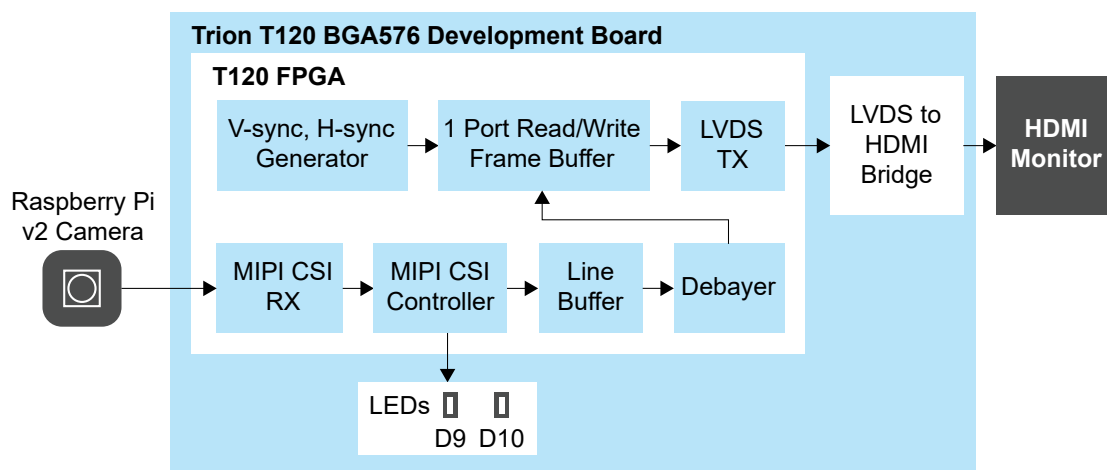 Trion T120 BGA576 Development Board
T120 FPGA
V-sync, H-sync
Generator
1 Port Read/Write
Frame Buffer
LVDS
TX
LVDS to
HDMI
Bridge
HDMI
Monitor
Raspberry Pi
v2 Camera
MIPI CSI
RX
MIPI CSI
Controller
Line
Buffer
Debayer
LEDs
D9 D10